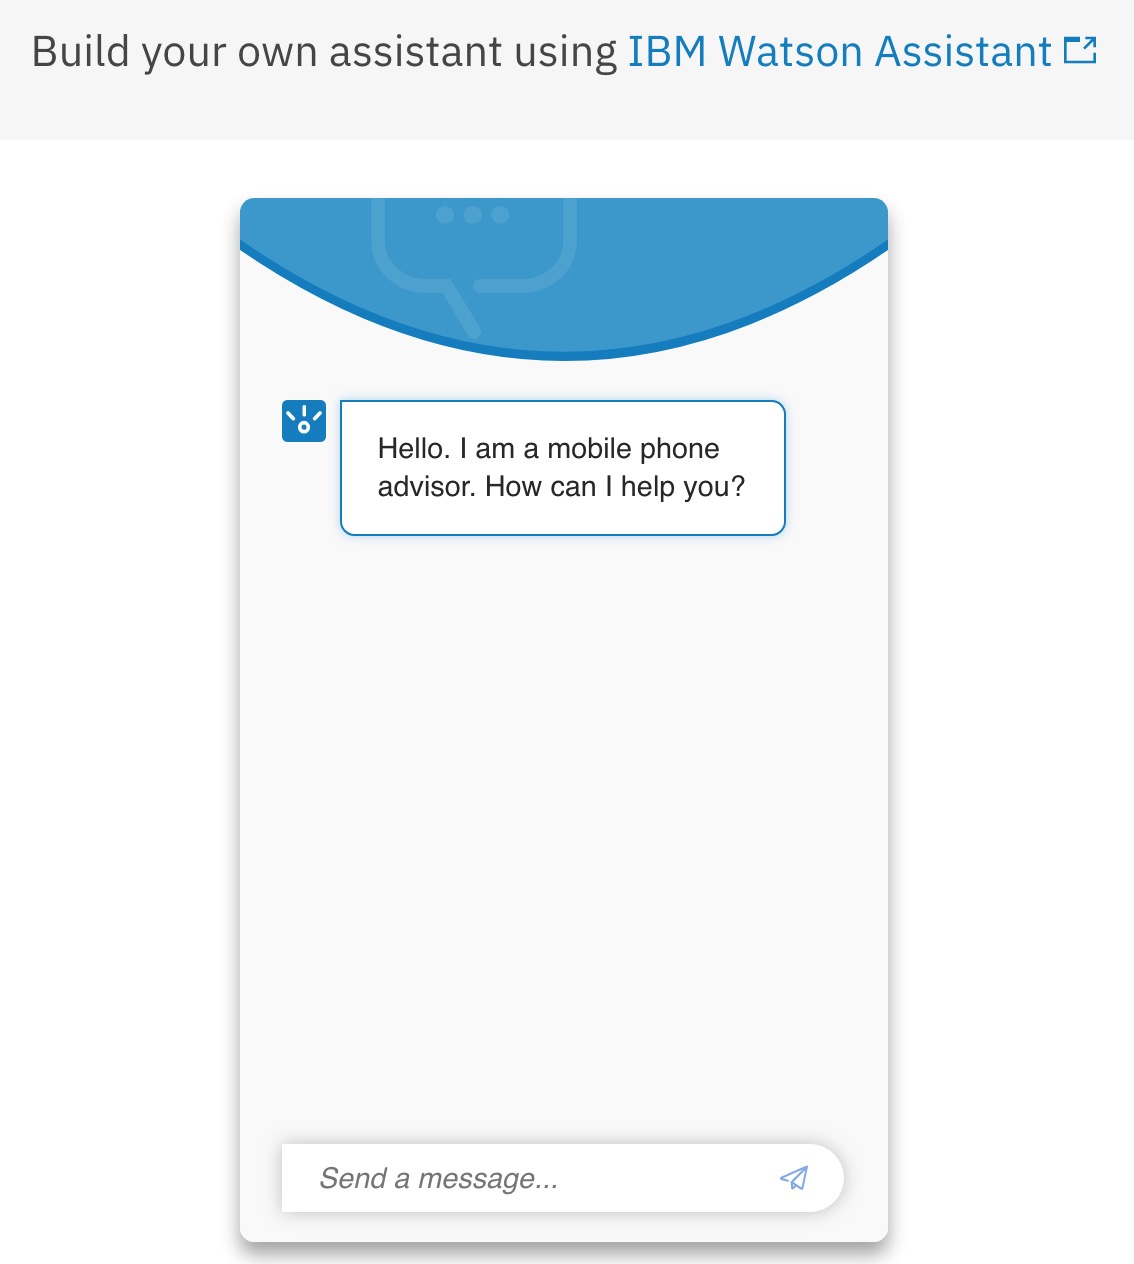 Build your own assistant using IBM Watson Assistant
Hello. I am a mobile phone
advisor. How can I help you?
Send a message...